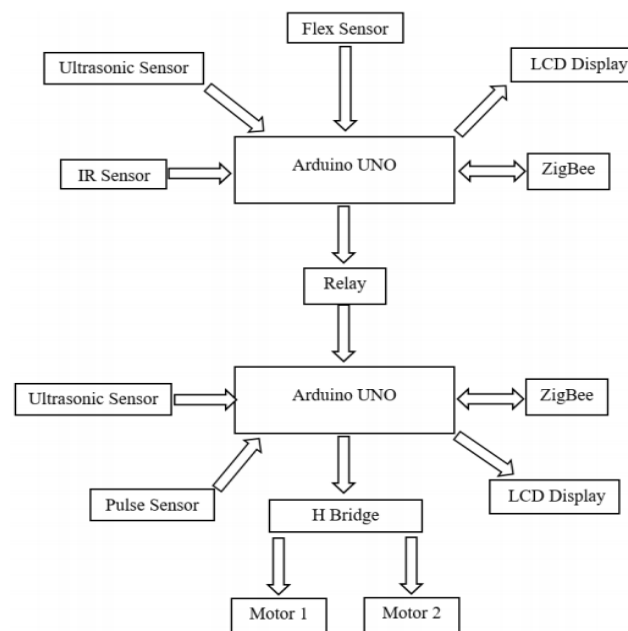 Flex Sensor
Ultrasonic Sensor
LCD Display
Arduino UNO
IR Sensor
ZigBee
Relay
Arduino UNO
Ultrasonic Sensor
ZigBee
Pulse Sensor
LCD Display
H Bridge
Motor 1
Motor 2